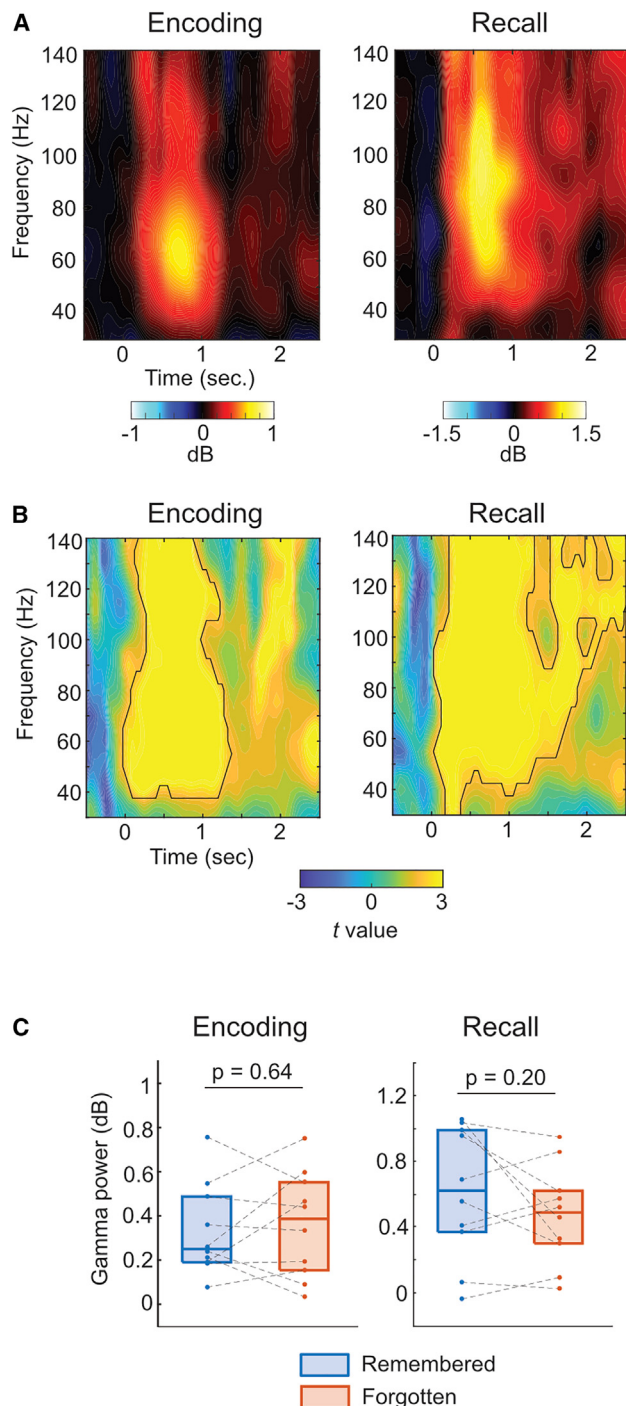 A
Encoding
Recall
Frequency (Hz)
140
120
100
80
60
40
0
1
2
Time (sec.)
140
120
100
80
60
40
0
1
2
-1
0
1
dB
-1.5
0
1.5
dB
B
Encoding
Recall
Frequency (Hz)
140
120
100
80
60
40
0
1
2
Time (sec)
140
120
100
80
60
40
0
1
2
-3
0
3
t value
C
Encoding
Recall
Gamma power (dB)
1
0.8
0.6
0.4
0.2
0
p = 0.64
1.2
0.8
0.4
0
p = 0.20
Remembered
Forgotten